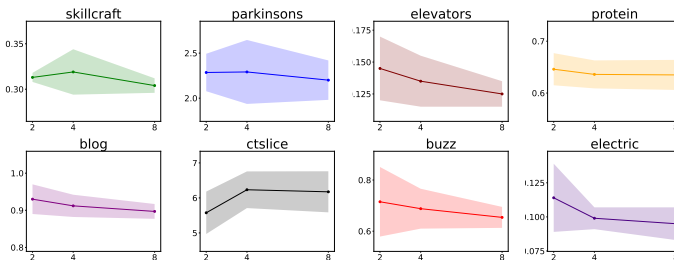 skillcraft parkinsons elevators protein
0.35 2.5 .175 0.7
0.30 2.0 .150 0.6
.125
2 4 8 2 4 8 2 4 8 2 4 8
blog ctslice buzz electric
1.0 7 0.8 .125
0.9 6 0.6 .100
0.8 5 .075
2 4 8 2 4 8 2 4 8 2 4 8